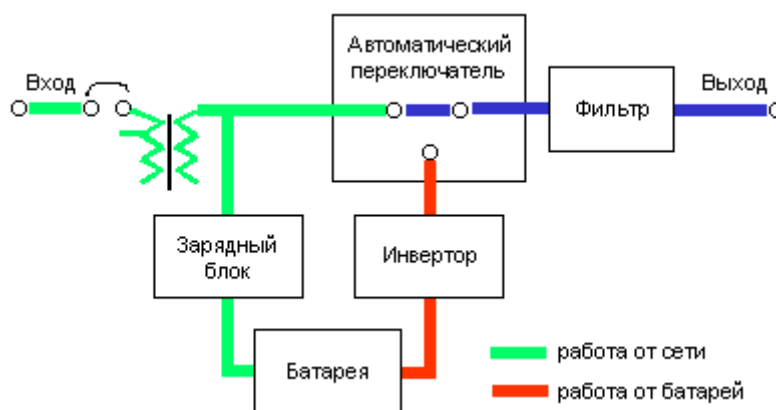 Автоматический
переключатель
Вход
Фильтр
Выход
Зарядный
блок
Инвертор
Батарея
работа от сети
работа от батарей